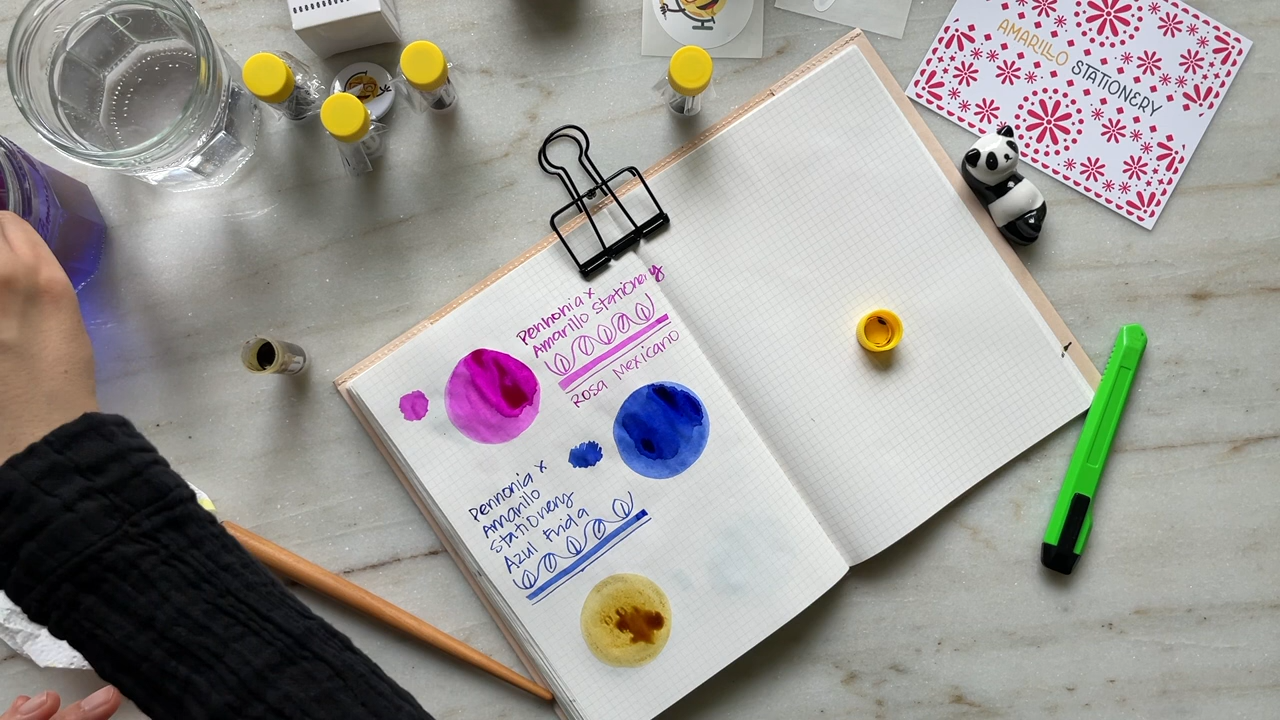 AMARILLO STATIONERY
Pennonia x
Amarillo Stationery
Rosa Mexicano
Pennonia x
Amarillo
Stationery
Azul Frida